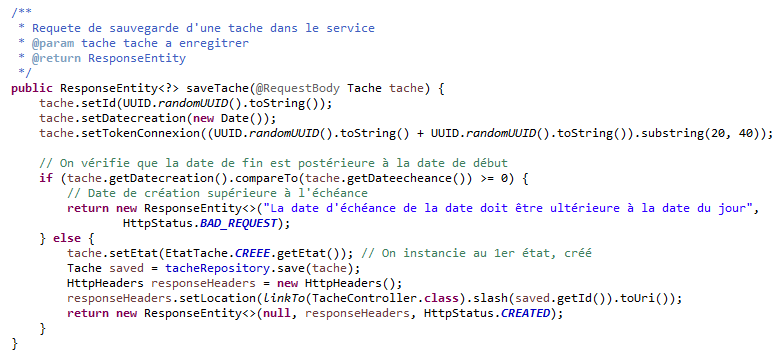 /**
 * Requete de sauvegarde d'une tache dans le service
 * @param tache tache a enregitrer
 * @return ResponseEntity
 */
public ResponseEntity<?> saveTache(@RequestBody Tache tache) {
    tache.setId(UUID.randomUUID().toString());
    tache.setDatecreation(new Date());
    tache.setTokenConnexion((UUID.randomUUID().toString() + UUID.randomUUID().toString()).substring(20, 40));

    // On vérifie que la date de fin est postérieure à la date de début
    if (tache.getDatecreation().compareTo(tache.getDateecheance()) >= 0) {
        // Date de création supérieure à l'échéance
        return new ResponseEntity<>("La date d'échéance de la date doit être ultérieure à la date du jour",
                HttpStatus.BAD_REQUEST);
    } else {
        tache.setEtat(EtatTache.CREEE.getEtat()); // On instancie au 1er état, créé
        Tache saved = tacheRepository.save(tache);
        HttpHeaders responseHeaders = new HttpHeaders();
        responseHeaders.setLocation(linkTo(TacheController.class).slash(saved.getId()).toUri());
        return new ResponseEntity<>(null, responseHeaders, HttpStatus.CREATED);
    }
}